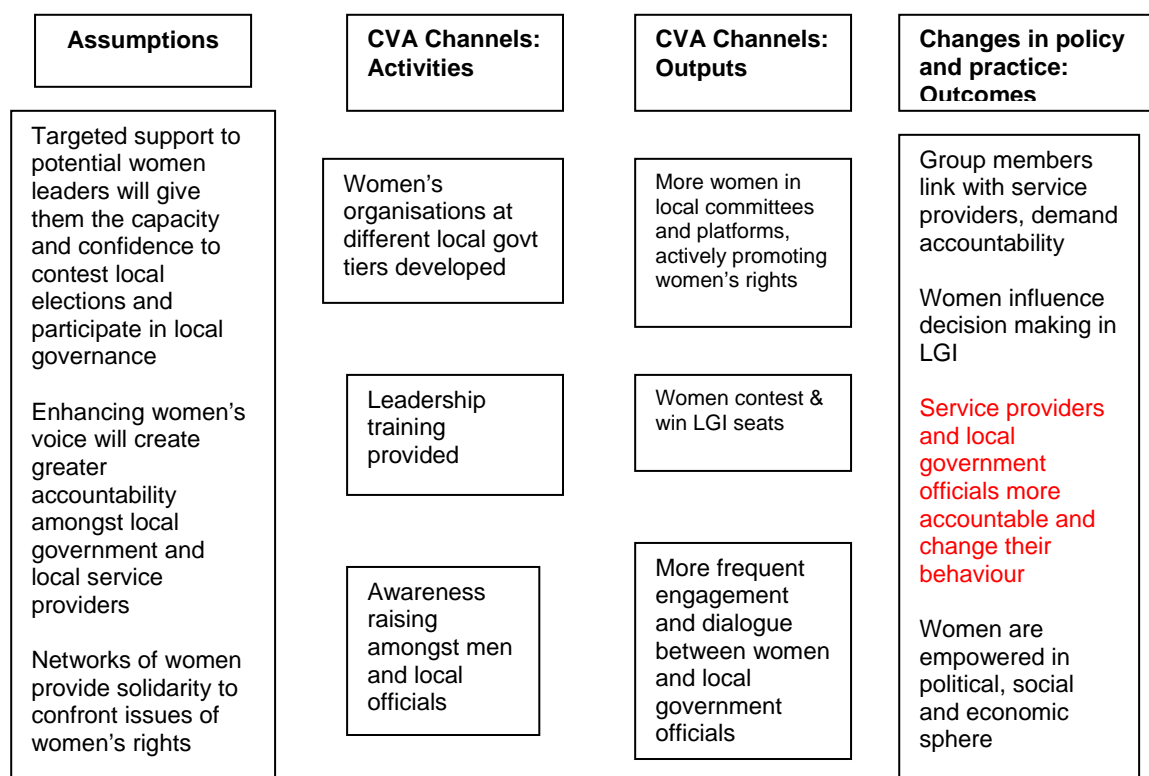 Assumptions
Targeted support to
potential women
leaders will give
them the capacity
and confidence to
contest local
elections and
participate in local
governance
Enhancing women’s
voice will create
greater
accountability
amongst local
government and
local service
providers
Networks of women
provide solidarity to
confront issues of
women’s rights
CVA Channels:
Activities
Women’s
organisations at
different local govt
tiers developed
Leadership
training
provided
Awareness
raising
amongst men
and local
officials
CVA Channels:
Outputs
More women in
local committees
and platforms,
actively promoting
women’s rights
Women contest &
win LGI seats
More frequent
engagement
and dialogue
between women
and local
government
officials
Changes in policy
and practice:
Outcomes
Group members
link with service
providers, demand
accountability
Women influence
decision making in
LGI
Service providers
and local
government
officials more
accountable and
change their
behaviour
Women are
empowered in
political, social
and economic
sphere